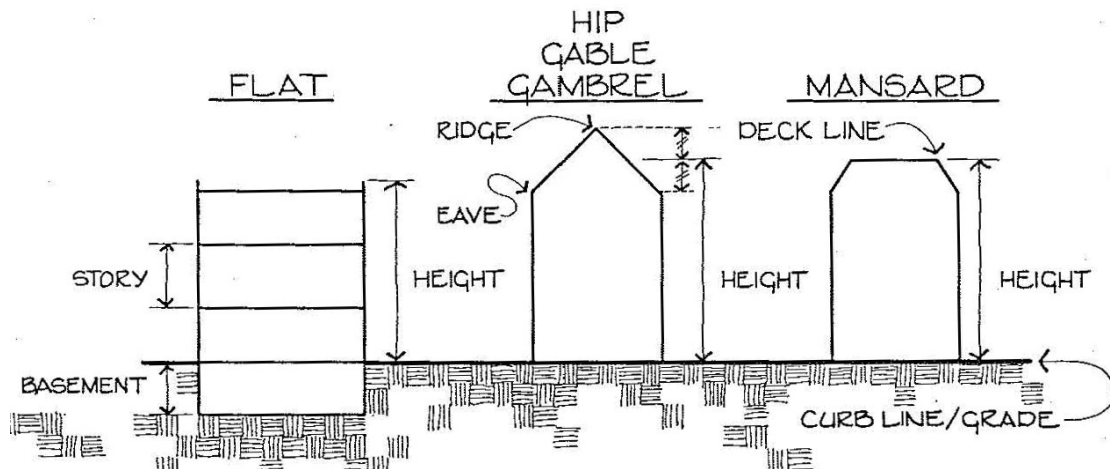 FLAT
HIP
GABLE
GAMBREL
MANSARD
RIDGE
DECK LINE
EAVE
STORY
HEIGHT
HEIGHT
HEIGHT
BASEMENT
CURB LINE/GRADE